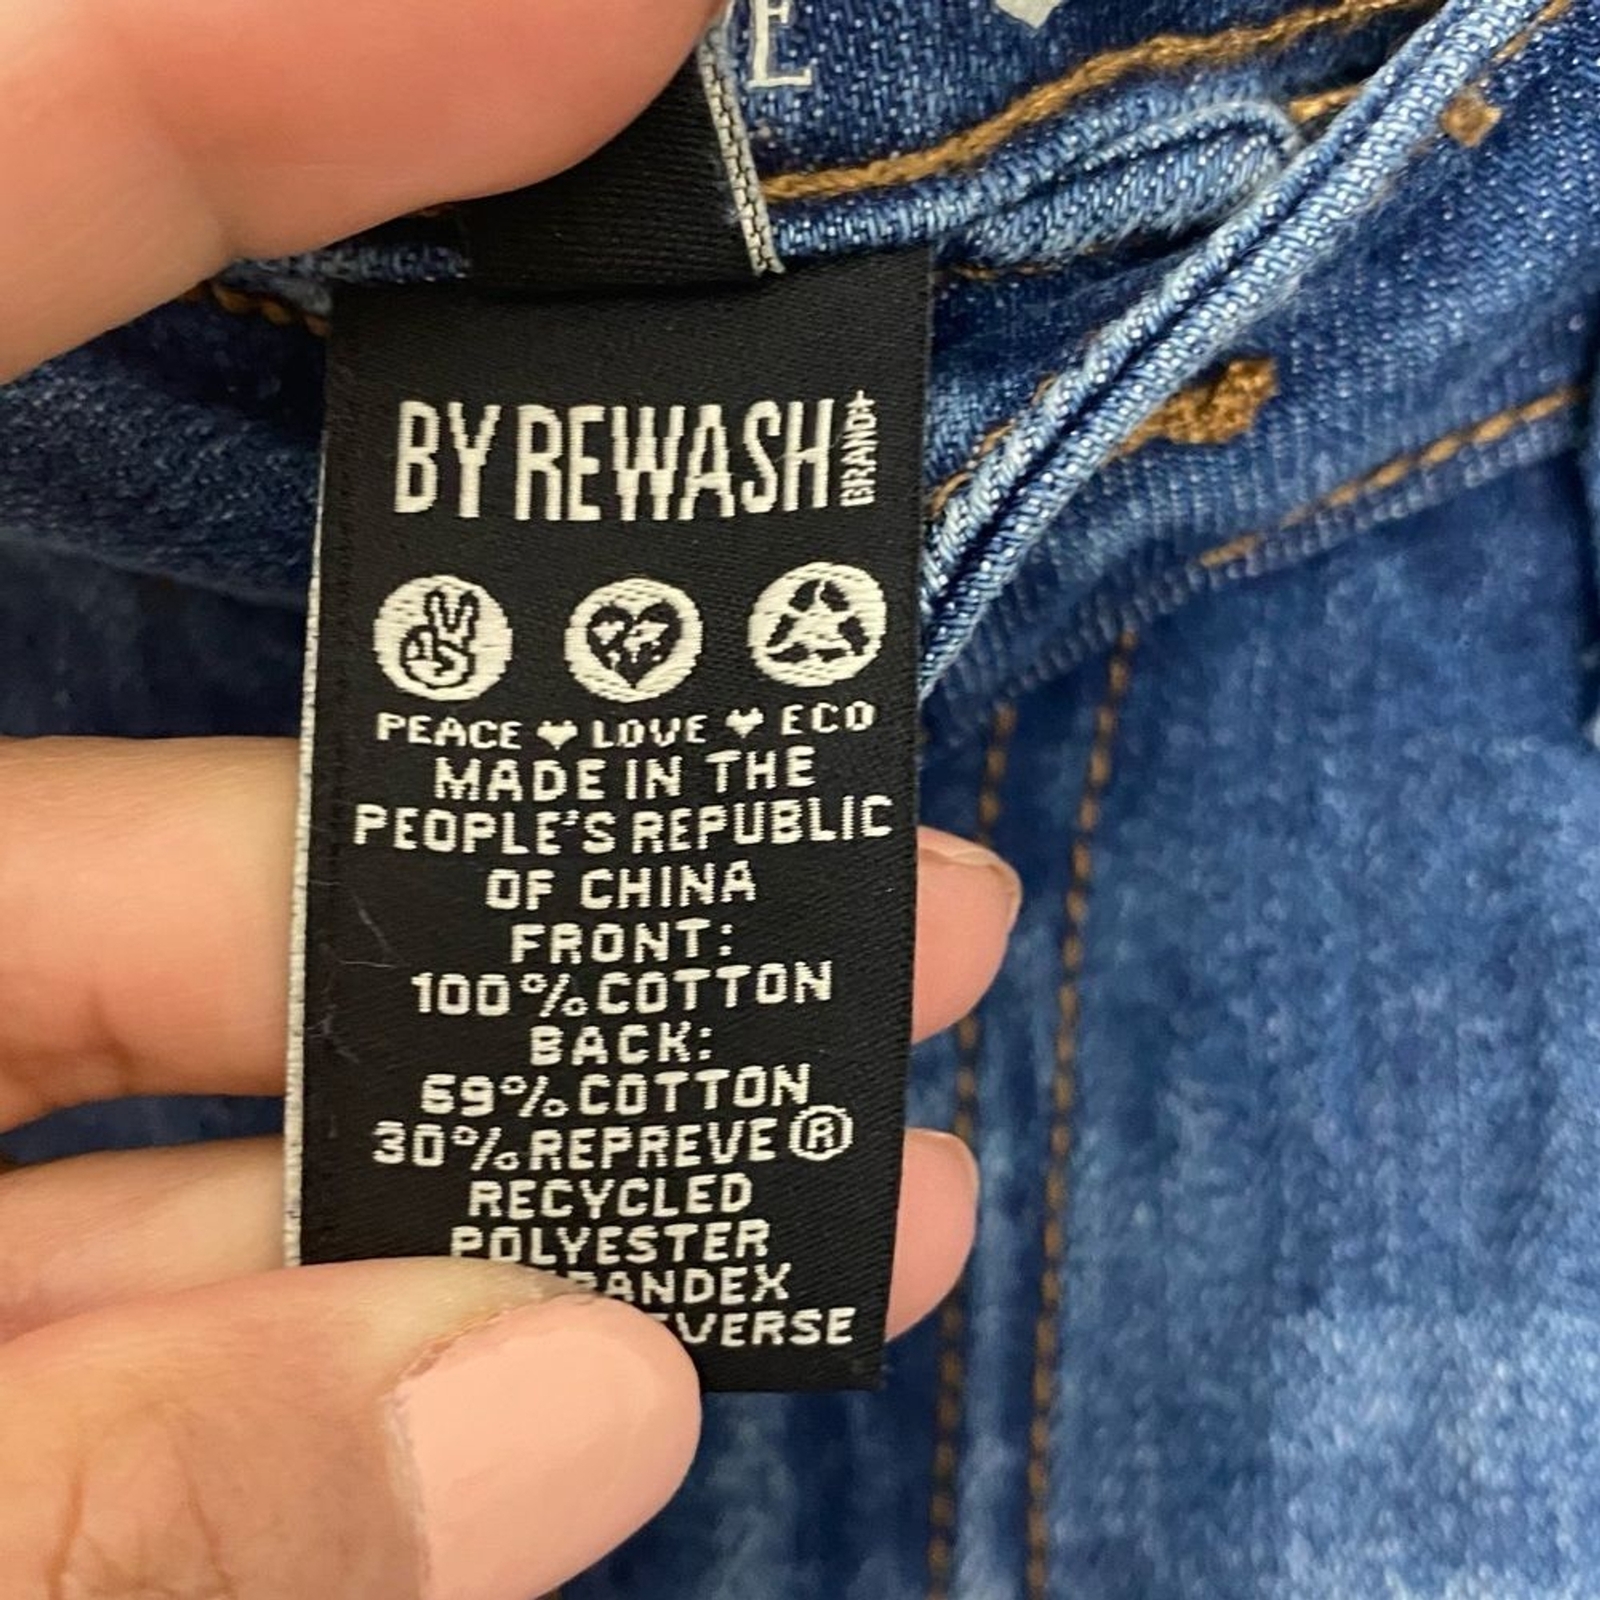 E
BY REWASH BRAND+
PEACE LOVE ECO
MADE IN THE
PEOPLE'S REPUBLIC
OF CHINA
FRONT:
100% COTTON
BACK:
69% COTTON
30% REPREVE®
RECYCLED
POLYESTER